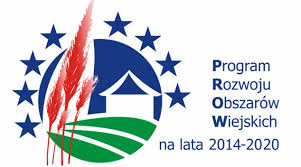 Program
Rozwoju
Obszarów
Wiejskich
na lata 2014-2020